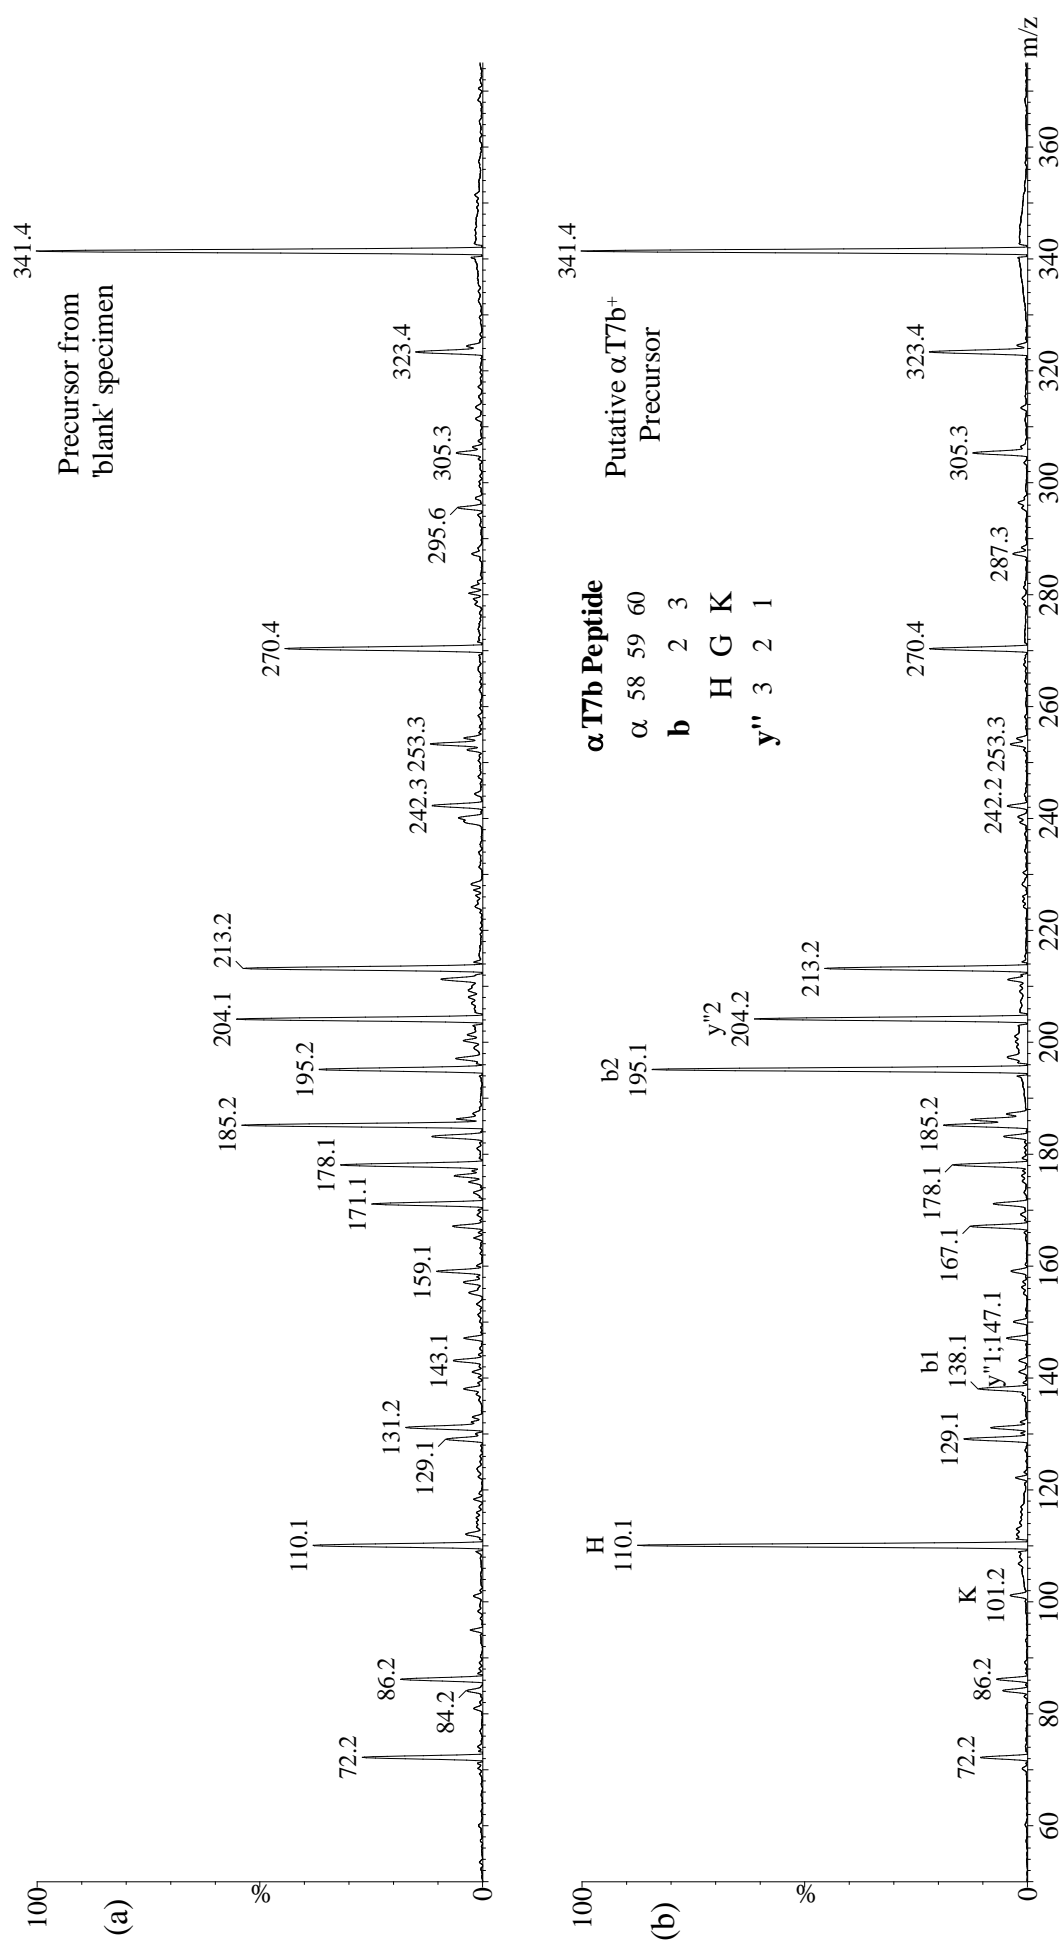 100
(a)
%
0
72.2
84.2
86.2
110.1
129.1
131.2
143.1
159.1
171.1
178.1
185.2
195.2
204.1
213.2
242.3
253.3
270.4
295.6
305.3
323.4
341.4
Precursor from
'blank' specimen
100
(b)
%
0
72.2
86.2
K
101.2
H
110.1
129.1
b1
138.1
y"1;147.1
167.1
178.1
185.2
b2
195.1
y"2
204.2
213.2
242.2
253.3
270.4
287.3
305.3
323.4
341.4
αT7b Peptide
α 58 59 60
b 2 3
H G K
y" 3 2 1
Putative αT7b+
Precursor
60 80 100 120 140 160 180 200 220 240 260 280 300 320 340 360 m/z